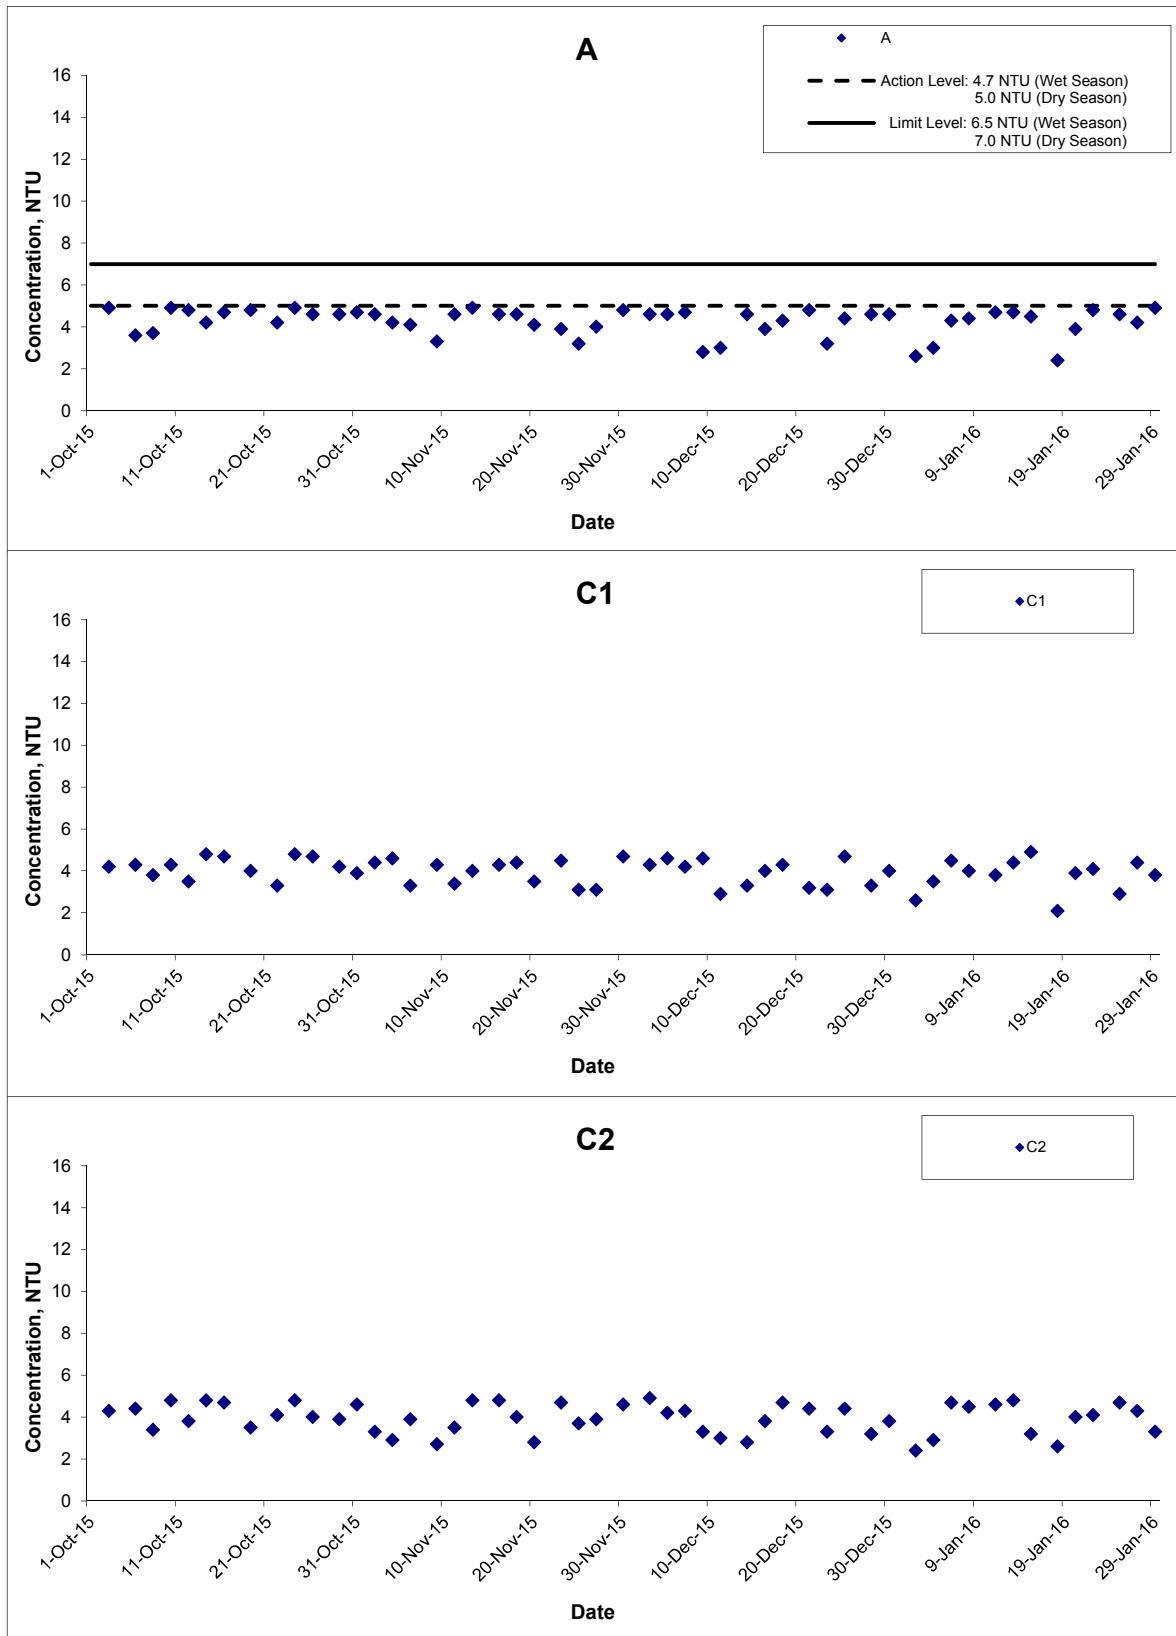 A
A
Action Level: 4.7 NTU (Wet Season)
5.0 NTU (Dry Season)
Limit Level: 6.5 NTU (Wet Season)
7.0 NTU (Dry Season)
Concentration, NTU
16
14
12
10
8
6
4
2
0
1-Oct-15
11-Oct-15
21-Oct-15
31-Oct-15
10-Nov-15
20-Nov-15
30-Nov-15
10-Dec-15
20-Dec-15
30-Dec-15
9-Jan-16
19-Jan-16
29-Jan-16
Date
C1
C1
Concentration, NTU
16
14
12
10
8
6
4
2
0
1-Oct-15
11-Oct-15
21-Oct-15
31-Oct-15
10-Nov-15
20-Nov-15
30-Nov-15
10-Dec-15
20-Dec-15
30-Dec-15
9-Jan-16
19-Jan-16
29-Jan-16
Date
C2
C2
Concentration, NTU
16
14
12
10
8
6
4
2
0
1-Oct-15
11-Oct-15
21-Oct-15
31-Oct-15
10-Nov-15
20-Nov-15
30-Nov-15
10-Dec-15
20-Dec-15
30-Dec-15
9-Jan-16
19-Jan-16
29-Jan-16
Date